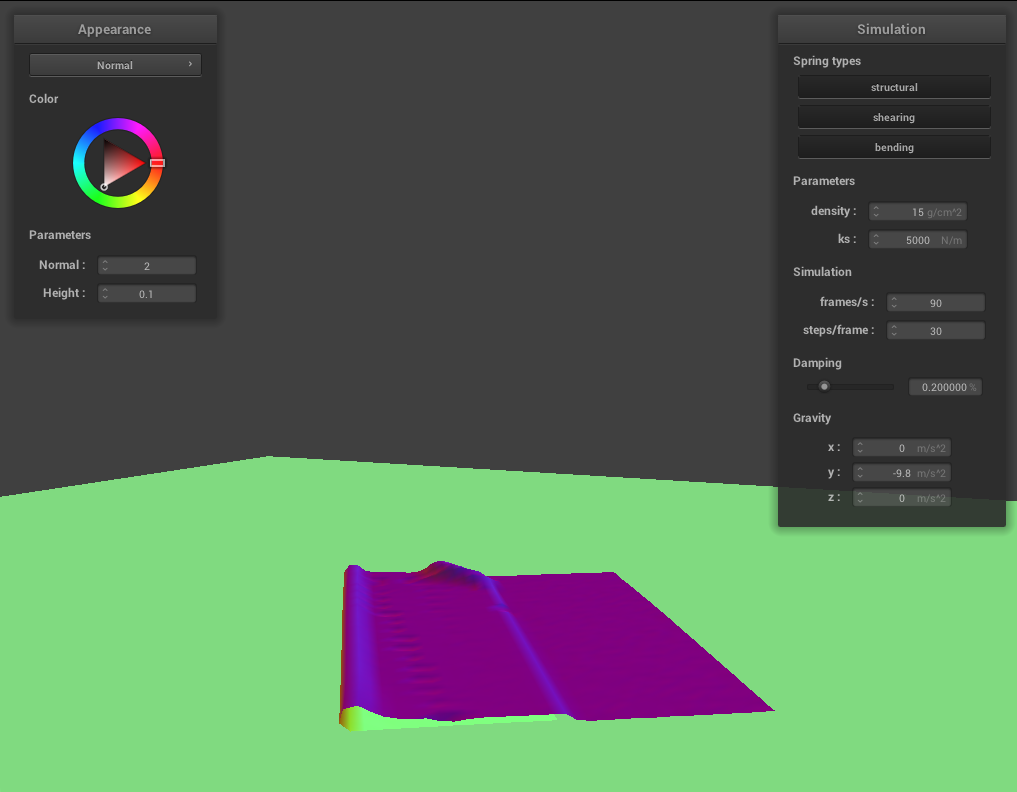 Appearance
Normal ›
Color
Parameters
Normal : 2
Height : 0.1
Simulation
Spring types
structural
shearing
bending
Parameters
density : 15 g/cm^2
ks : 5000 N/m
Simulation
frames/s : 90
steps/frame : 30
Damping
0.200000 %
Gravity
x : 0 m/s^2
y : -9.8 m/s^2
z : 0 m/s^2